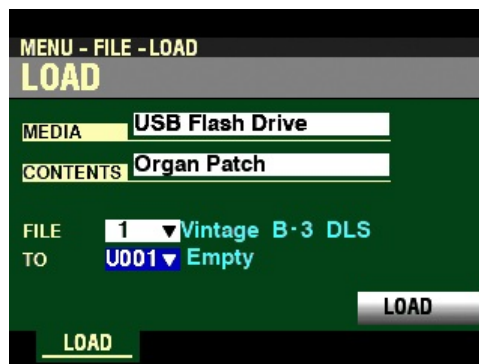 MENU - FILE - LOAD
LOAD
MEDIA USB Flash Drive
CONTENTS Organ Patch
FILE 1 ▼ Vintage B-3 DLS
TO U001 ▼ Empty
LOAD
LOAD